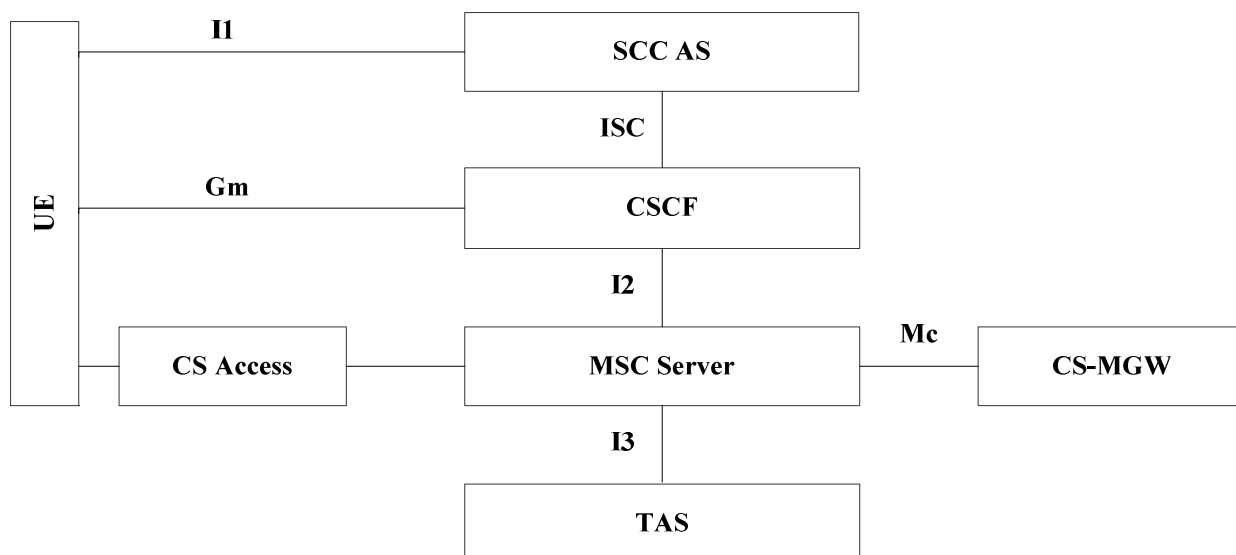 I1
SCC AS
ISC
UE
Gm
CSCF
I2
CS Access
MSC Server
Mc
CS-MGW
I3
TAS